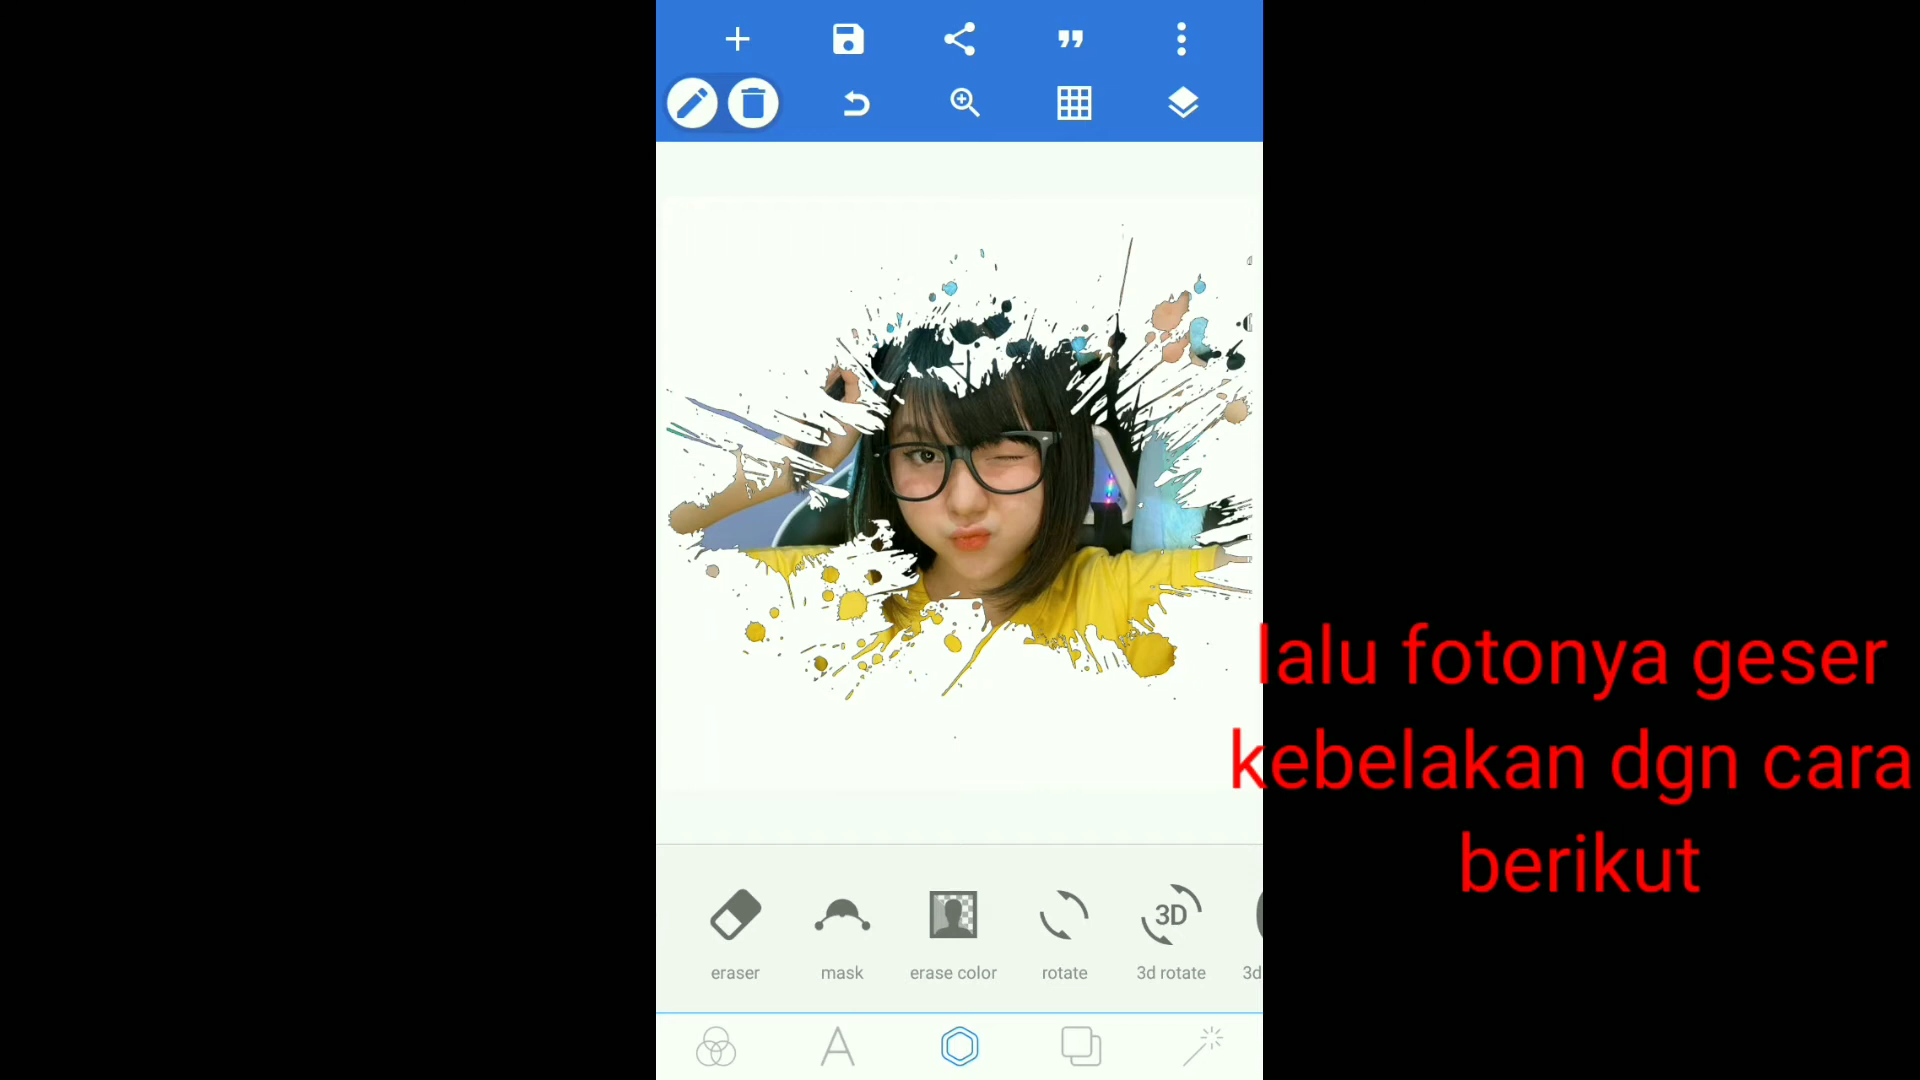 lalu fotonya geser
kebelakan dgn cara
berikut
3D
eraser
mask
erase color
rotate
3d rotate
3d